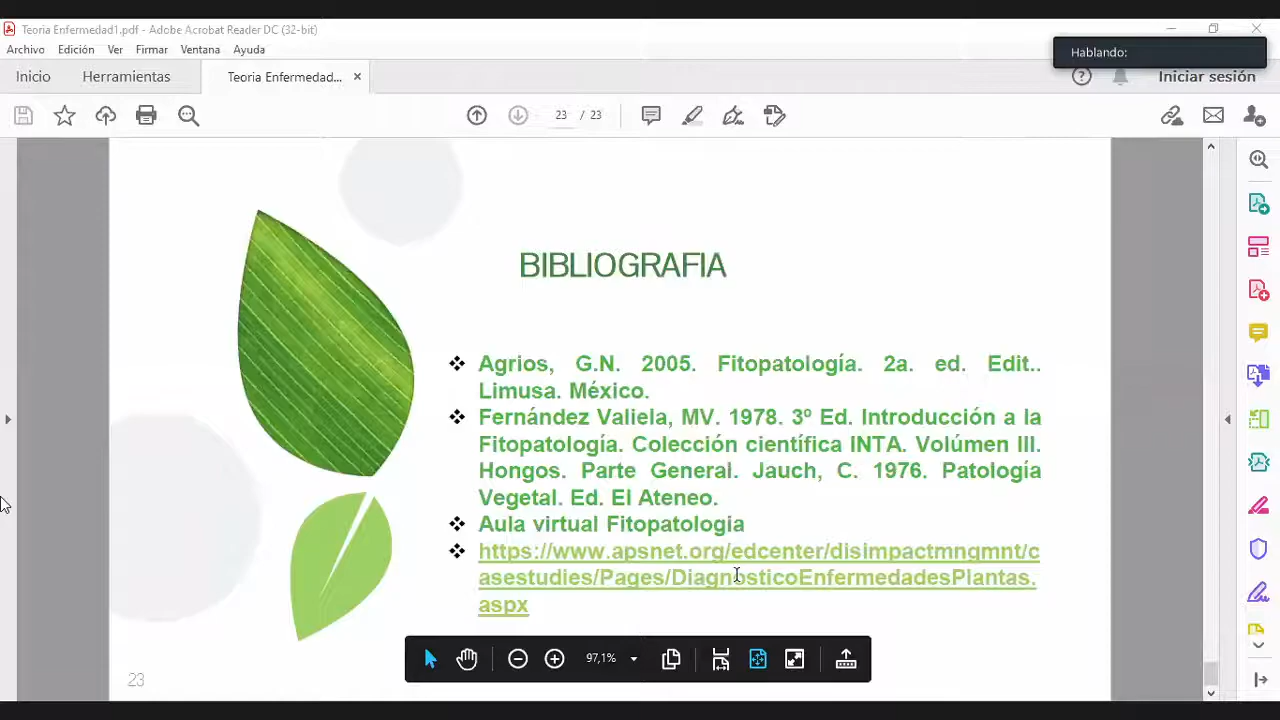 Teoria Enfermedad1.pdf - Adobe Acrobat Reader DC (32-bit)
Archivo Edición Ver Firmar Ventana Ayuda
Hablando:
Inicio Herramientas Teoria Enfermedad... × Iniciar sesión
23 / 23
BIBLIOGRAFIA
Agrios, G.N. 2005. Fitopatología. 2a. ed. Edit..
Limusa. México.
Fernández Valiela, MV. 1978. 3º Ed. Introducción a la
Fitopatología. Colección científica INTA. Volúmen III.
Hongos. Parte General. Jauch, C. 1976. Patología
Vegetal. Ed. El Ateneo.
Aula virtual Fitopatologia
https://www.apsnet.org/edcenter/disimpactmngmnt/c
asestudies/Pages/DiagnosticoEnfermedadesPlantas.
aspx
97,1%
23